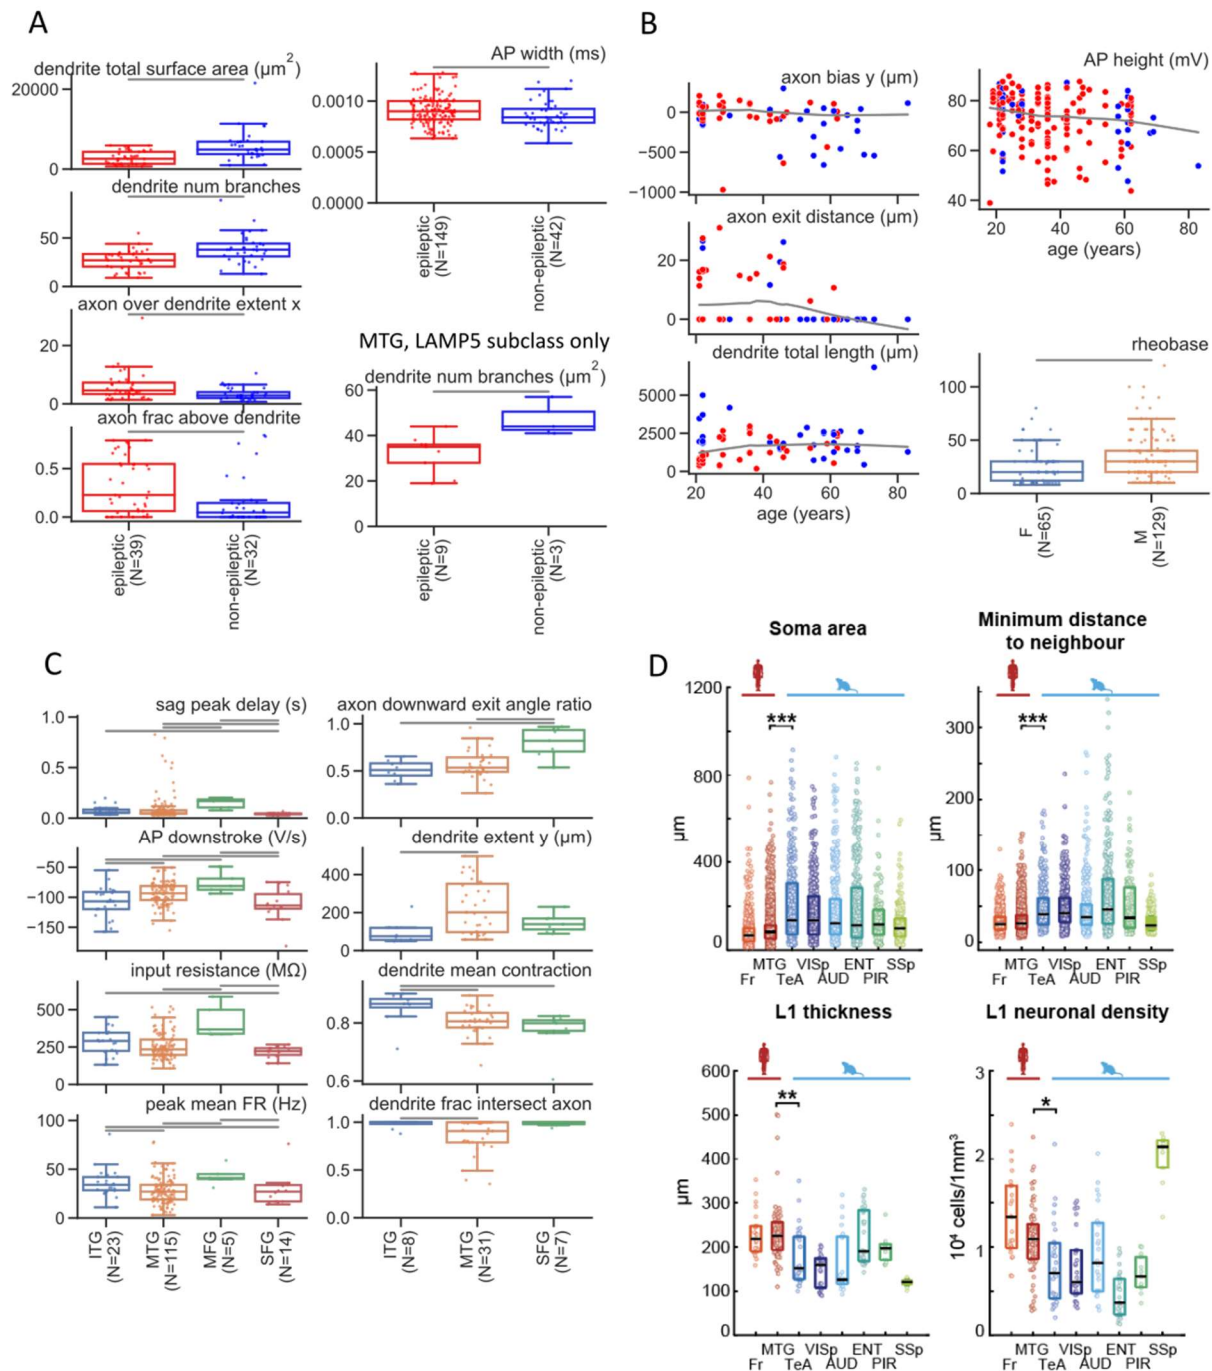 A
dendrite total surface area (µm²)
20000
0
dendrite num branches
50
0
axon over dendrite extent x
20
0
axon frac above dendrite
0.5
0.0
epileptic
(N=39)
non-epileptic
(N=32)
AP width (ms)
0.0010
0.0005
0.0000
epileptic
(N=149)
non-epileptic
(N=42)
MTG, LAMP5 subclass only
dendrite num branches (µm²)
60
40
20
0
epileptic
(N=9)
non-epileptic
(N=3)
B
axon bias y (µm)
0
−500
−1000
axon exit distance (µm)
20
0
dendrite total length (µm)
5000
2500
0
20 40 60 80
age (years)
AP height (mV)
80
60
40
20 40 60 80
age (years)
rheobase
100
50
0
F
(N=65)
M
(N=129)
C
sag peak delay (s)
1.0
0.5
0.0
AP downstroke (V/s)
−50
−100
−150
input resistance (MΩ)
500
250
0
peak mean FR (Hz)
100
50
0
ITG
(N=23)
MTG
(N=115)
MFG
(N=5)
SFG
(N=14)
axon downward exit angle ratio
1.0
0.5
0.0
dendrite extent y (µm)
400
200
0
dendrite mean contraction
0.8
0.6
dendrite frac intersect axon
1.0
0.5
0.0
ITG
(N=8)
MTG
(N=31)
SFG
(N=7)
D
Soma area
1200
800
400
0
µm
***
MTG VISp ENT SSp
Fr TeA AUD PIR
Minimum distance
to neighbour
300
200
100
0
µm
***
MTG VISp ENT SSp
Fr TeA AUD PIR
L1 thickness
600
500
400
300
200
100
0
µm
**
MTG VISp ENT SSp
Fr TeA AUD PIR
L1 neuronal density
3
2
1
0
10⁴ cells/1mm³
*
MTG VISp ENT SSp
Fr TeA AUD PIR